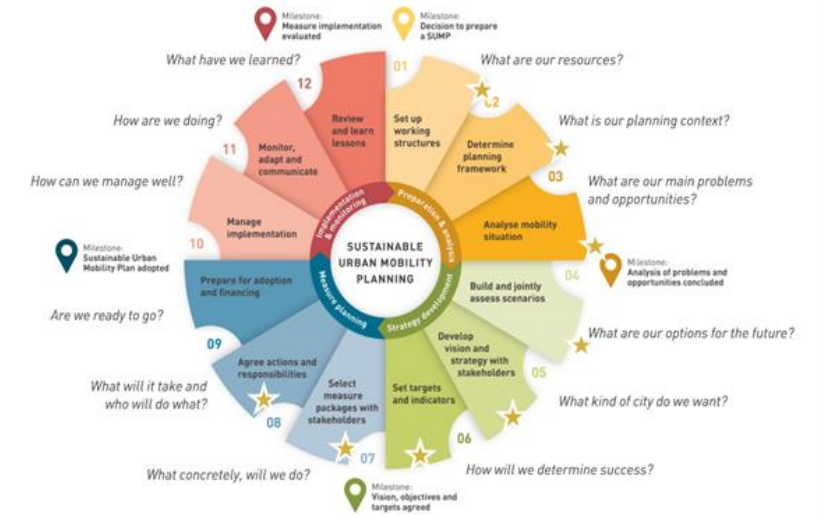 Milestone:
Measure implementation
evaluated
Milestone:
Decision to prepare
a SUMP
What have we learned?
What are our resources?
12
01
02
Review
and learn
lessons
Set up
working
structures
How are we doing?
What is our planning context?
11
Monitor,
adapt and
communicate
Determine
planning
framework
03
How can we manage well?
What are our main problems
and opportunities?
Manage
implementation
Analyse mobility
situation
10
Implementation
& monitoring
Preparation & analysis
SUSTAINABLE
URBAN MOBILITY
PLANNING
Measure planning
Strategy development
Milestone:
Sustainable Urban
Mobility Plan adopted
Milestone:
Analysis of problems and
opportunities concluded
04
Prepare for adoption
and financing
Build and jointly
assess scenarios
Are we ready to go?
What are our options for the future?
09
Agree actions and
responsibilities
Develop
vision and
strategy with
stakeholders
05
What will it take and
who will do what?
What kind of city do we want?
Select
measure
packages with
stakeholders
Set targets
and indicators
08
06
07
What concretely, will we do?
How will we determine success?
Milestone:
Vision, objectives and
targets agreed